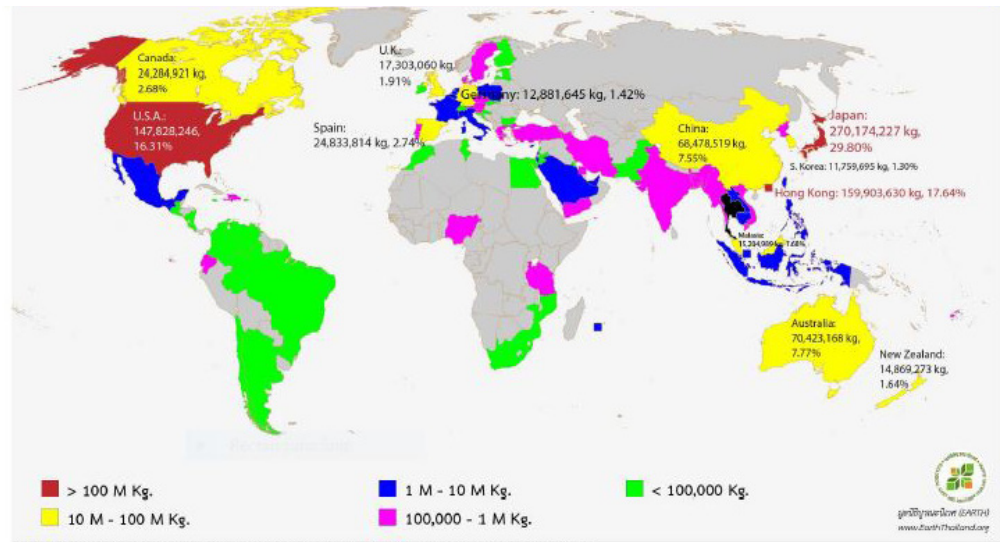 Canada:
24,284,921 kg,
2.68%
U.S.A.:
147,828,246,
16.31%
U.K.:
17,303,060 kg,
1.91%
Germany: 12,881,645 kg, 1.42%
Spain:
24,833,814 kg, 2.74%
China:
68,478,519 kg,
7.55%
Japan:
270,174,227 kg,
29.80%
S. Korea: 11,759,695 kg, 1.30%
Hong Kong: 159,903,630 kg, 17.64%
Malasia:
Australia:
70,423,168 kg,
7.77%
New Zealand:
14,869,273 kg,
1.64%
> 100 M Kg.
10 M - 100 M Kg.
1 M - 10 M Kg.
100,000 - 1 M Kg.
< 100,000 Kg.
มูลนิธิบูรณะนิเวศ (EARTH)
www.EarthThailand.org